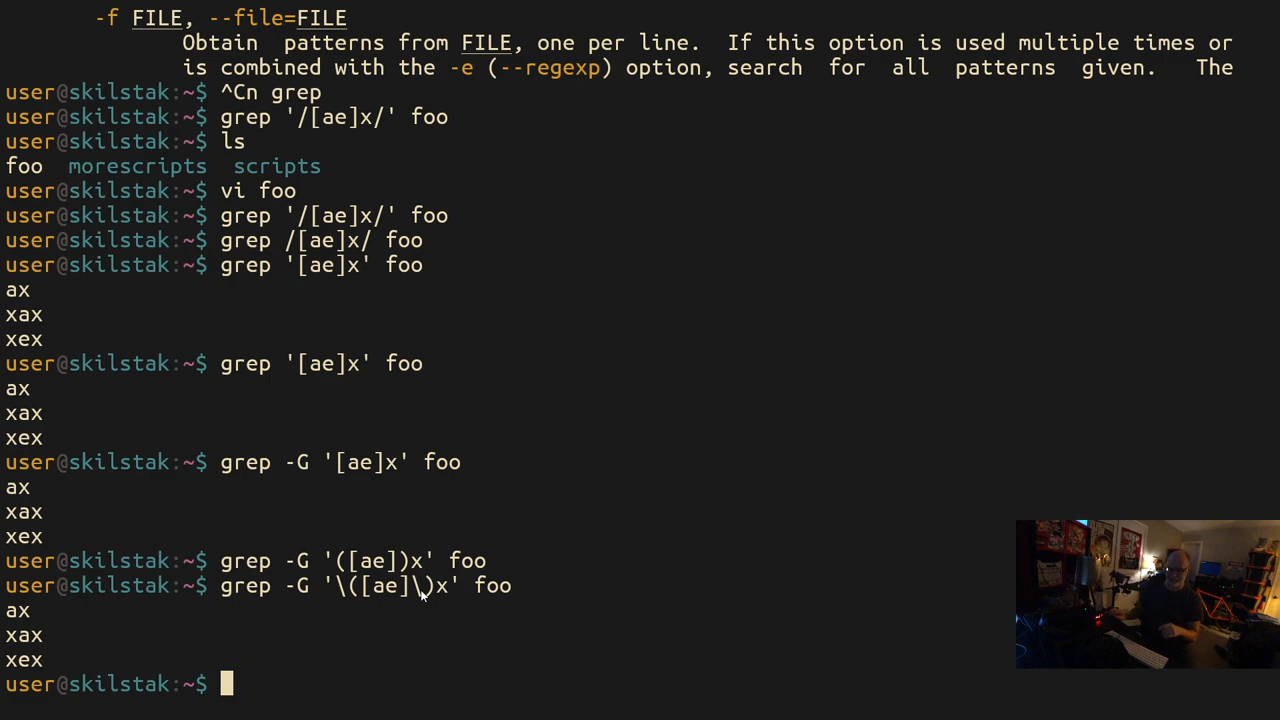 -f FILE, --file=FILE
Obtain patterns from FILE, one per line. If this option is used multiple times or
is combined with the -e (--regexp) option, search for all patterns given. The
user@skilstak:~$ ^Cn grep
user@skilstak:~$ grep '/[ae]x/' foo
user@skilstak:~$ ls
foo morescripts scripts
user@skilstak:~$ vi foo
user@skilstak:~$ grep '/[ae]x/' foo
user@skilstak:~$ grep /[ae]x/ foo
user@skilstak:~$ grep '[ae]x' foo
ax
xax
xex
user@skilstak:~$ grep '[ae]x' foo
ax
xax
xex
user@skilstak:~$ grep -G '[ae]x' foo
ax
xax
xex
user@skilstak:~$ grep -G '([ae])x' foo
user@skilstak:~$ grep -G '\([ae]\)x' foo
ax
xax
xex
user@skilstak:~$